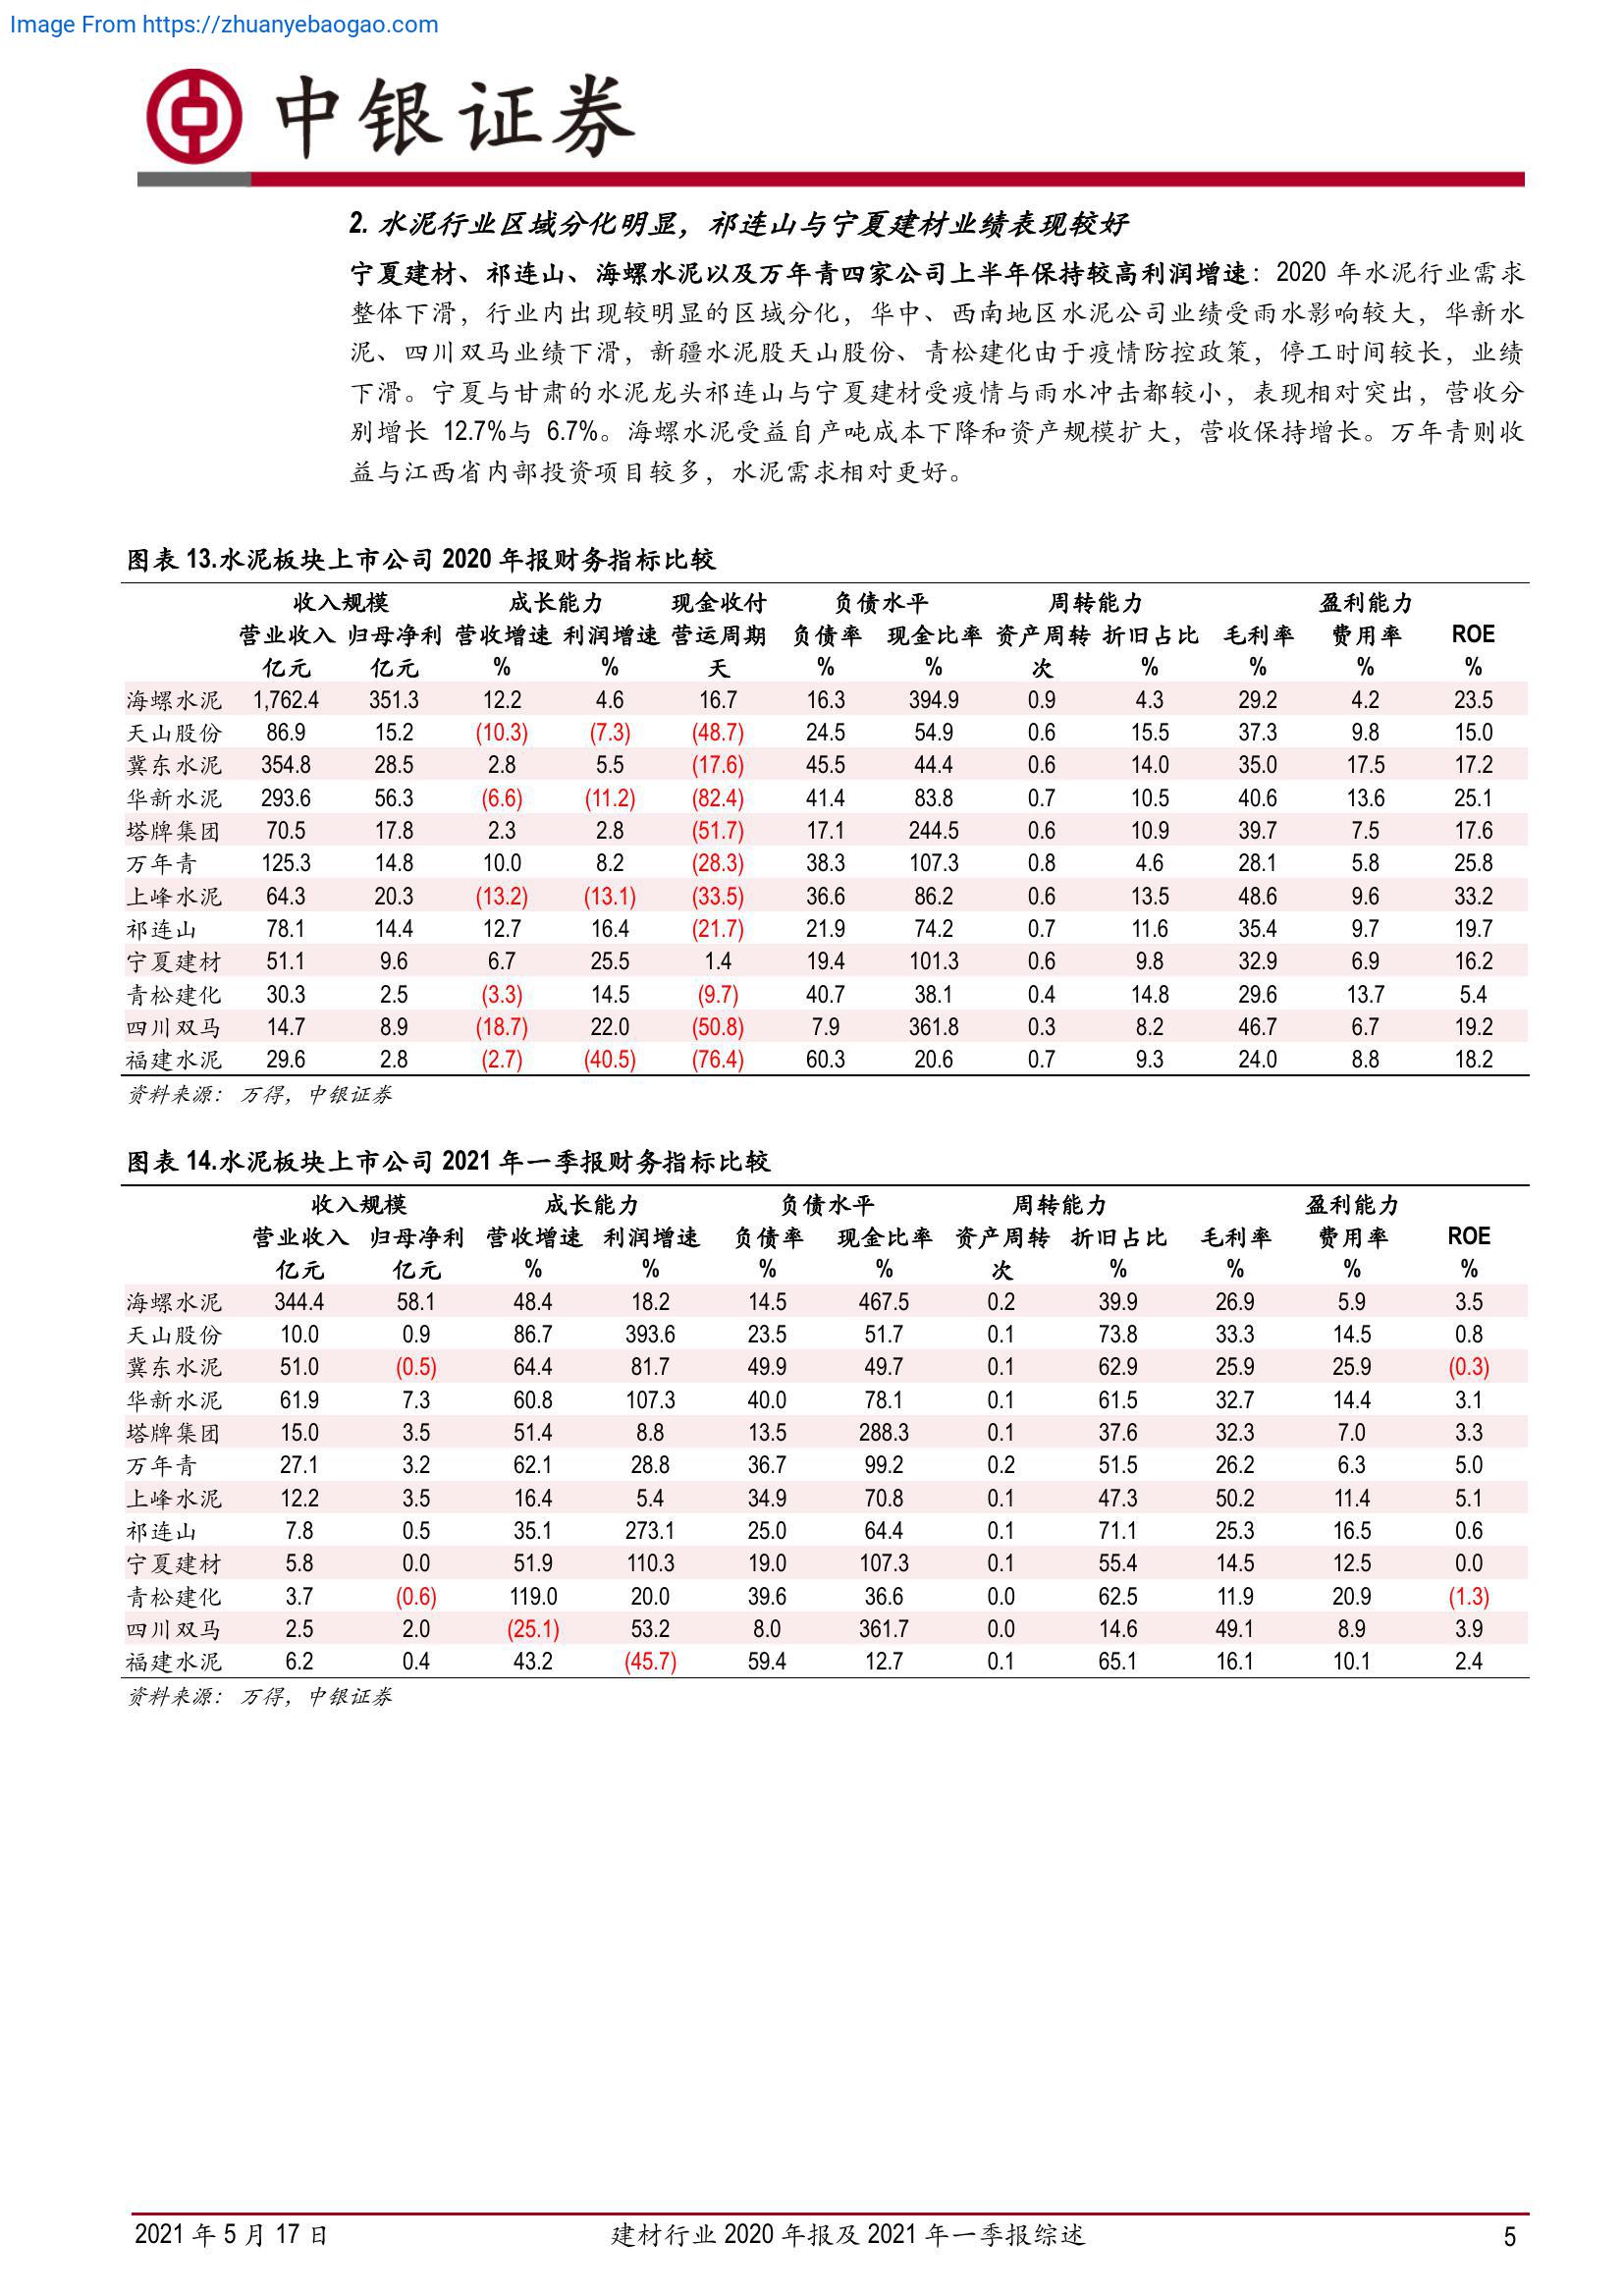 Image From https://zhuanyebaogao.com
中银证券
2. 水泥行业区域分化明显，祁连山与宁夏建材业绩表现较好
宁夏建材、祁连山、海螺水泥以及万年青四家公司上半年保持较高利润增速：2020 年水泥行业需求
整体下滑，行业内出现较明显的区域分化，华中、西南地区水泥公司业绩受雨水影响较大，华新水
泥、四川双马业绩下滑，新疆水泥股天山股份、青松建化由于疫情防控政策，停工时间较长，业绩
下滑。宁夏与甘肃的水泥龙头祁连山与宁夏建材受疫情与雨水冲击都较小，表现相对突出，营收分
别增长 12.7%与 6.7%。海螺水泥受益自产吨成本下降和资产规模扩大，营收保持增长。万年青则收
益与江西省内部投资项目较多，水泥需求相对更好。
图表 13.水泥板块上市公司 2020 年报财务指标比较
收入规模 成长能力 现金收付 负债水平 周转能力 盈利能力
营业收入 归母净利 营收增速 利润增速 营运周期 负债率 现金比率 资产周转 折旧占比 毛利率 费用率 ROE
亿元 亿元 % % 天 % % 次 % % % %
海螺水泥 1,762.4 351.3 12.2 4.6 16.7 16.3 394.9 0.9 4.3 29.2 4.2 23.5
天山股份 86.9 15.2 (10.3) (7.3) (48.7) 24.5 54.9 0.6 15.5 37.3 9.8 15.0
冀东水泥 354.8 28.5 2.8 5.5 (17.6) 45.5 44.4 0.6 14.0 35.0 17.5 17.2
华新水泥 293.6 56.3 (6.6) (11.2) (82.4) 41.4 83.8 0.7 10.5 40.6 13.6 25.1
塔牌集团 70.5 17.8 2.3 2.8 (51.7) 17.1 244.5 0.6 10.9 39.7 7.5 17.6
万年青 125.3 14.8 10.0 8.2 (28.3) 38.3 107.3 0.8 4.6 28.1 5.8 25.8
上峰水泥 64.3 20.3 (13.2) (13.1) (33.5) 36.6 86.2 0.6 13.5 48.6 9.6 33.2
祁连山 78.1 14.4 12.7 16.4 (21.7) 21.9 74.2 0.7 11.6 35.4 9.7 19.7
宁夏建材 51.1 9.6 6.7 25.5 1.4 19.4 101.3 0.6 9.8 32.9 6.9 16.2
青松建化 30.3 2.5 (3.3) 14.5 (9.7) 40.7 38.1 0.4 14.8 29.6 13.7 5.4
四川双马 14.7 8.9 (18.7) 22.0 (50.8) 7.9 361.8 0.3 8.2 46.7 6.7 19.2
福建水泥 29.6 2.8 (2.7) (40.5) (76.4) 60.3 20.6 0.7 9.3 24.0 8.8 18.2
资料来源：万得，中银证券
图表 14.水泥板块上市公司 2021 年一季报财务指标比较
收入规模 成长能力 负债水平 周转能力 盈利能力
营业收入 归母净利 营收增速 利润增速 负债率 现金比率 资产周转 折旧占比 毛利率 费用率 ROE
亿元 亿元 % % % % 次 % % % %
海螺水泥 344.4 58.1 48.4 18.2 14.5 467.5 0.2 39.9 26.9 5.9 3.5
天山股份 10.0 0.9 86.7 393.6 23.5 51.7 0.1 73.8 33.3 14.5 0.8
冀东水泥 51.0 (0.5) 64.4 81.7 49.9 49.7 0.1 62.9 25.9 25.9 (0.3)
华新水泥 61.9 7.3 60.8 107.3 40.0 78.1 0.1 61.5 32.7 14.4 3.1
塔牌集团 15.0 3.5 51.4 8.8 13.5 288.3 0.1 37.6 32.3 7.0 3.3
万年青 27.1 3.2 62.1 28.8 36.7 99.2 0.2 51.5 26.2 6.3 5.0
上峰水泥 12.2 3.5 16.4 5.4 34.9 70.8 0.1 47.3 50.2 11.4 5.1
祁连山 7.8 0.5 35.1 273.1 25.0 64.4 0.1 71.1 25.3 16.5 0.6
宁夏建材 5.8 0.0 51.9 110.3 19.0 107.3 0.1 55.4 14.5 12.5 0.0
青松建化 3.7 (0.6) 119.0 20.0 39.6 36.6 0.0 62.5 11.9 20.9 (1.3)
四川双马 2.5 2.0 (25.1) 53.2 8.0 361.7 0.0 14.6 49.1 8.9 3.9
福建水泥 6.2 0.4 43.2 (45.7) 59.4 12.7 0.1 65.1 16.1 10.1 2.4
资料来源：万得，中银证券
2021 年 5 月 17 日 建材行业 2020 年报及 2021 年一季报综述 5